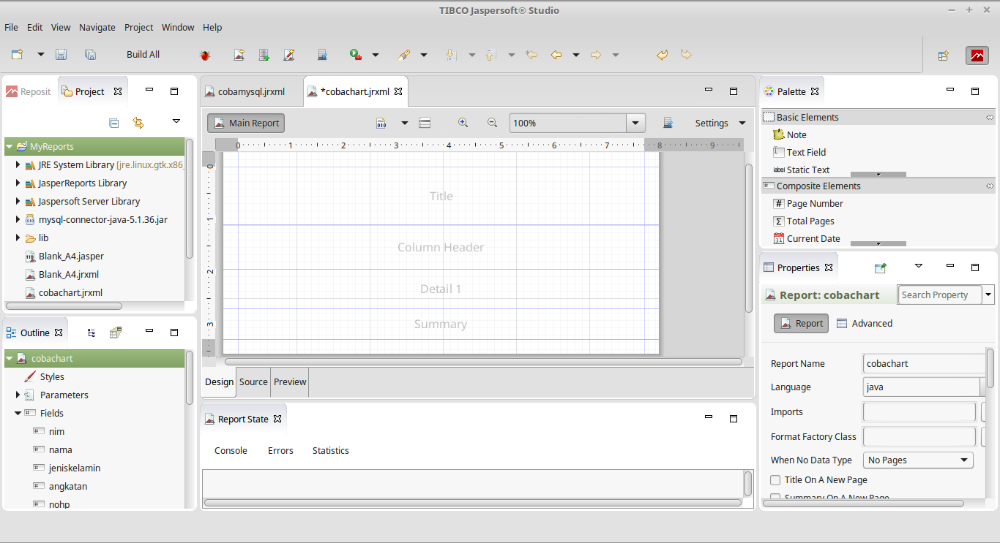 TIBCO Jaspersoft® Studio
File Edit View Navigate Project Window Help
Build All
Reposit Project
MyReports
JRE System Library [jre.linux.gtk.x86_
JasperReports Library
Jaspersoft Server Library
mysql-connector-java-5.1.36.jar
lib
Blank_A4.jasper
Blank_A4.jrxml
cobachart.jrxml
Outline
cobachart
Styles
Parameters
Fields
nim
nama
jeniskelamin
angkatan
nohp
cobamysql.jrxml *cobachart.jrxml
Main Report 100% Settings
0 1 2 3 4 5 6 7 8 9
0
1
2
3
Title
Column Header
Detail 1
Summary
Design Source Preview
Report State
Console Errors Statistics
Palette
Basic Elements
Note
Text Field
Static Text
Composite Elements
Page Number
Total Pages
Current Date
Properties
Report: cobachart Search Property
Report Advanced
Report Name cobachart
Language java
Imports
Format Factory Class
When No Data Type No Pages
Title On A New Page
Summary On A New Page